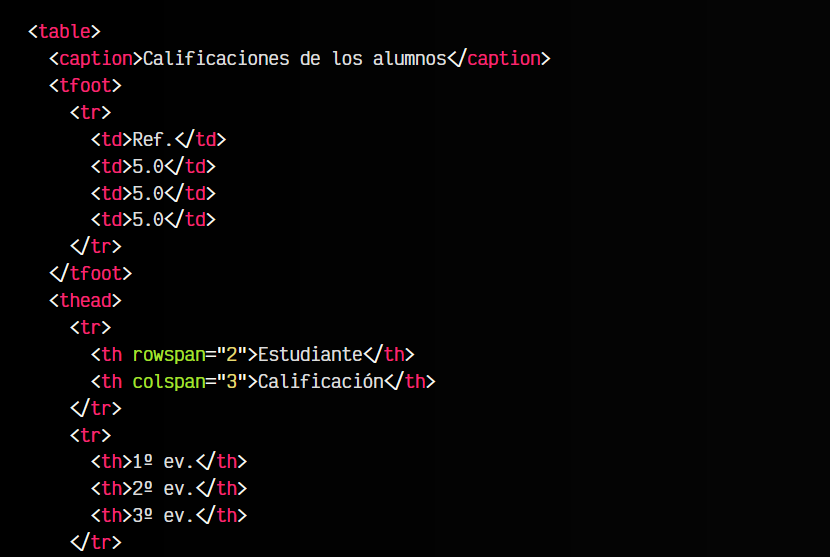 <table>
<caption>Calificaciones de los alumnos</caption>
<tfoot>
<tr>
<td>Ref.</td>
<td>5.0</td>
<td>5.0</td>
<td>5.0</td>
</tr>
</tfoot>
<thead>
<tr>
<th rowspan="2">Estudiante</th>
<th colspan="3">Calificación</th>
</tr>
<tr>
<th>1º ev.</th>
<th>2º ev.</th>
<th>3º ev.</th>
</tr>